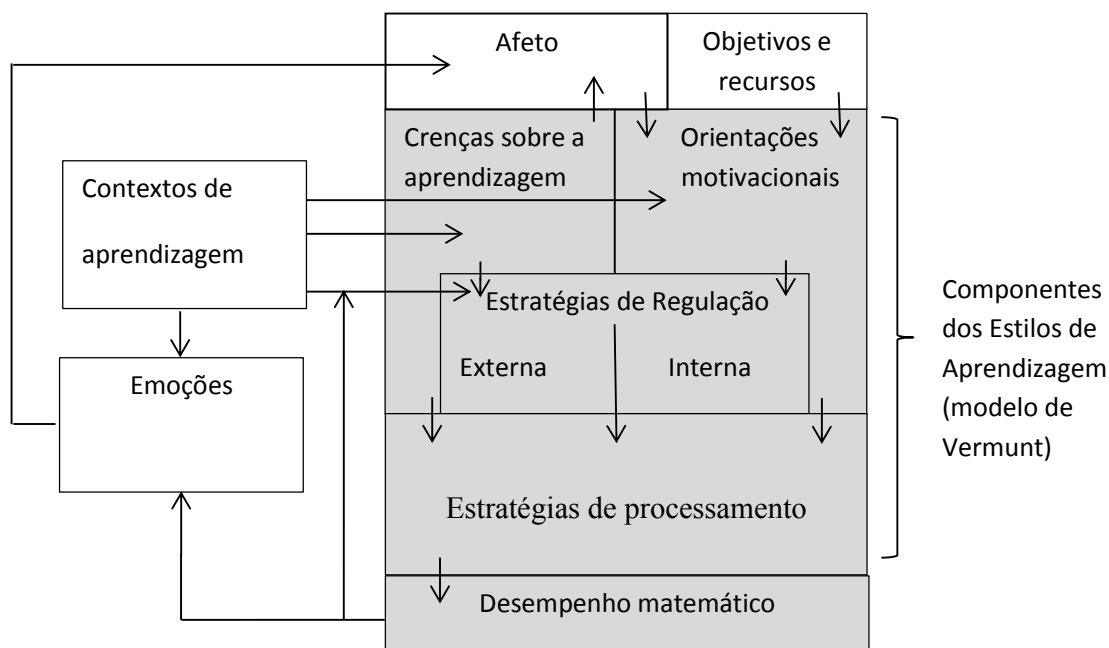 Afeto
Objetivos e
recursos
Crenças sobre a
aprendizagem
Orientações
motivacionais
Contextos de
aprendizagem
Estratégias de Regulação
Externa
Interna
Emoções
Estratégias de processamento
Desempenho matemático
Componentes
dos Estilos de
Aprendizagem
(modelo de
Vermunt)